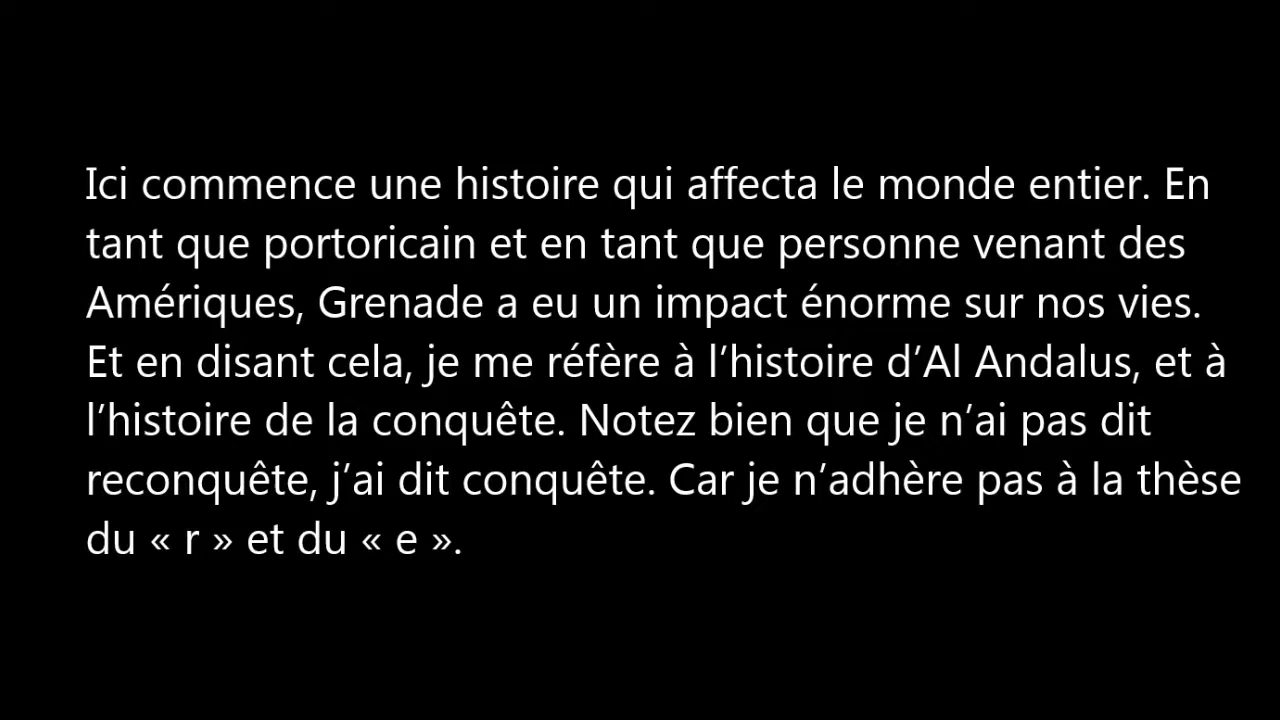 Ici commence une histoire qui affecta le monde entier. En
tant que portoricain et en tant que personne venant des
Amériques, Grenade a eu un impact énorme sur nos vies.
Et en disant cela, je me réfère à l’histoire d’Al Andalus, et à
l’histoire de la conquête. Notez bien que je n’ai pas dit
reconquête, j’ai dit conquête. Car je n’adhère pas à la thèse
du « r » et du « e ».